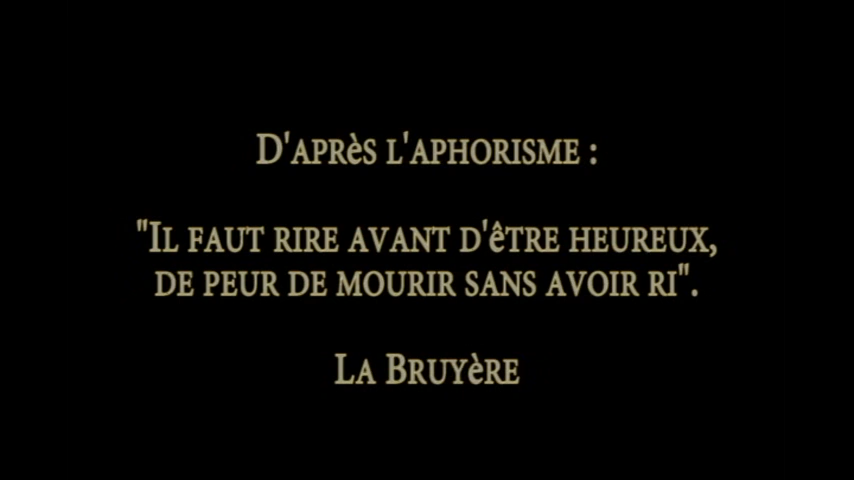 D'après l'aphorisme :
"Il faut rire avant d'être heureux,
de peur de mourir sans avoir ri".
La Bruyère